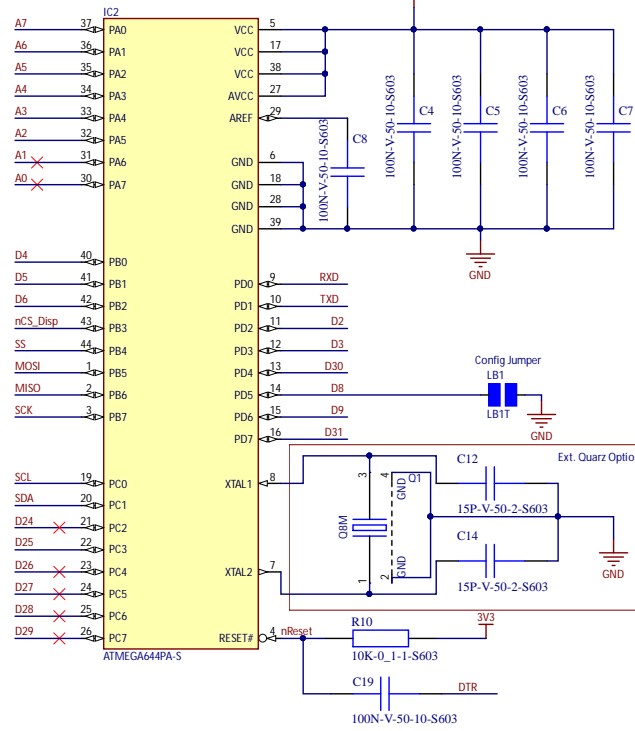 IC2
A7 37 PA0 VCC 5
A6 36 PA1 VCC 17
A5 35 PA2 VCC 38
A4 34 PA3 AVCC 27
A3 33 PA4 AREF 29
A2 32 PA5
A1 31 PA6 GND 6
A0 30 PA7 GND 18
GND 28
GND 39
C8
100N-V-50-10-S603
C4
100N-V-50-10-S603
C5
100N-V-50-10-S603
C6
100N-V-50-10-S603
C7
100N-V-50-10-S603
GND
D4 40 PB0 PD0 9 RXD
D5 41 PB1 PD1 10 TXD
D6 42 PB2 PD2 11 D2
nCS_Disp 43 PB3 PD3 12 D3
SS 44 PB4 PD4 13 D30
MOSI 1 PB5 PD5 14 D8
MISO 2 PB6 PD6 15 D9
SCK 3 PB7 PD7 16 D31
Config Jumper
LB1
LB1T
GND
SCL 19 PC0 XTAL1 8
SDA 20 PC1
D24 21 PC2
D25 22 PC3
D26 23 PC4 XTAL2 7
D27 24 PC5
D28 25 PC6
D29 26 PC7 RESET# 4 nReset
ATMEGA644PA-S
Ext. Quarz Optio
C12
15P-V-50-2-S603
3 4 GND Q1
Q8M
1 2 GND
C14
15P-V-50-2-S603
GND
R10
3V3
10K-0_1-1-S603
C19
DTR
100N-V-50-10-S603